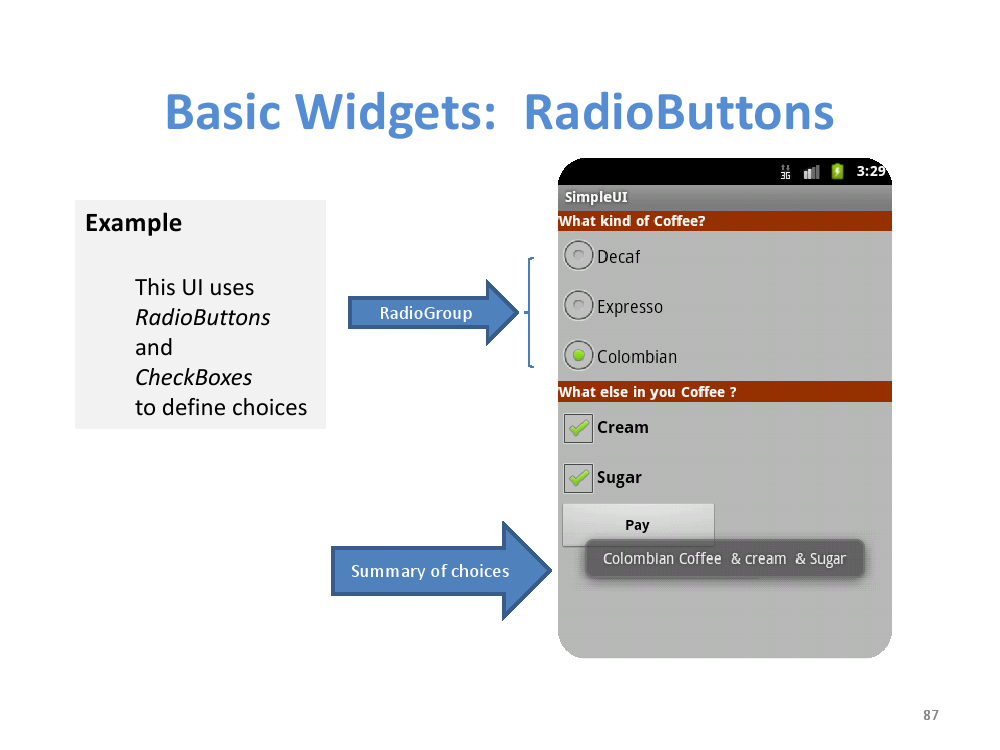 Basic Widgets: RadioButtons
Example
This UI uses
RadioButtons
and
CheckBoxes
to define choices
RadioGroup
Summary of choices
3G 3:29
SimpleUI
What kind of Coffee?
Decaf
Expresso
Colombian
What else in you Coffee ?
Cream
Sugar
Pay
Colombian Coffee & cream & Sugar
87